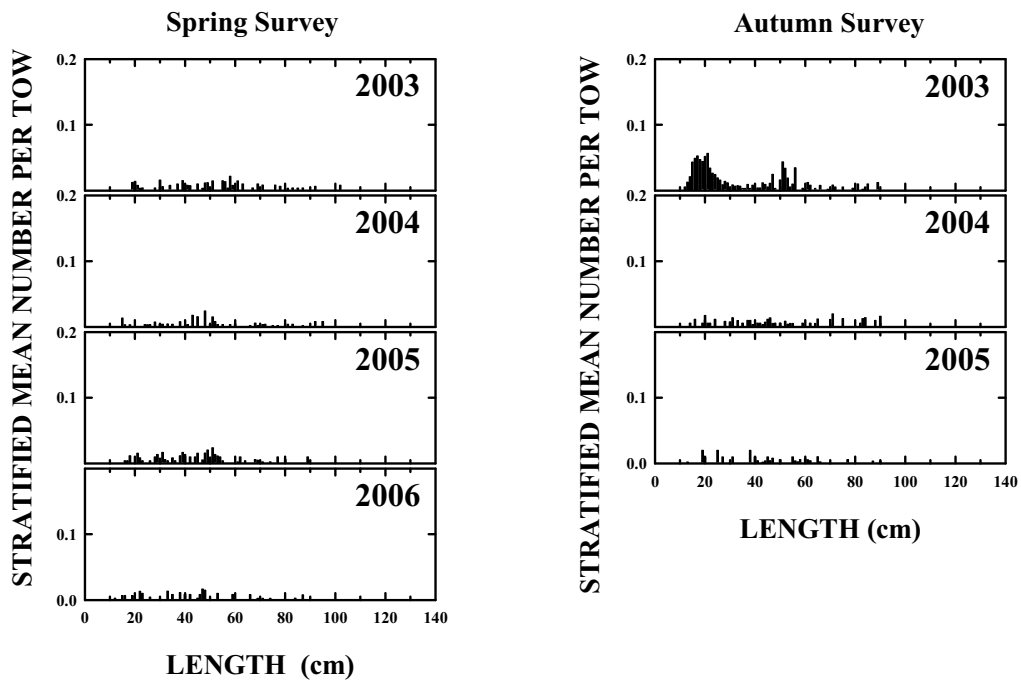 Spring Survey
STRATIFIED MEAN NUMBER PER TOW
0.2
2003
0.1
0.2
2004
0.1
0.2
2005
0.1
2006
0.1
0.0
0 20 40 60 80 100 120 140
LENGTH (cm)
Autumn Survey
STRATIFIED MEAN NUMBER PER TOW
0.2
2003
0.1
0.2
2004
0.1
2005
0.1
0.0
0 20 40 60 80 100 120 140
LENGTH (cm)